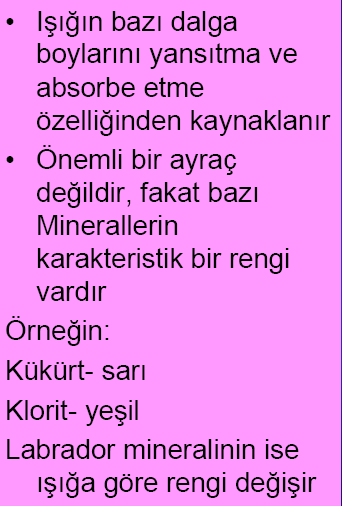 • Işığın bazı dalga
boylarını yansıtma ve
absorbe etme
özelliğinden kaynaklanır
• Önemli bir ayraç
değildir, fakat bazı
Minerallerin
karakteristik bir rengi
vardır
Örneğin:
Kükürt- sarı
Klorit- yeşil
Labrador mineralinin ise
ışığa göre rengi değişir